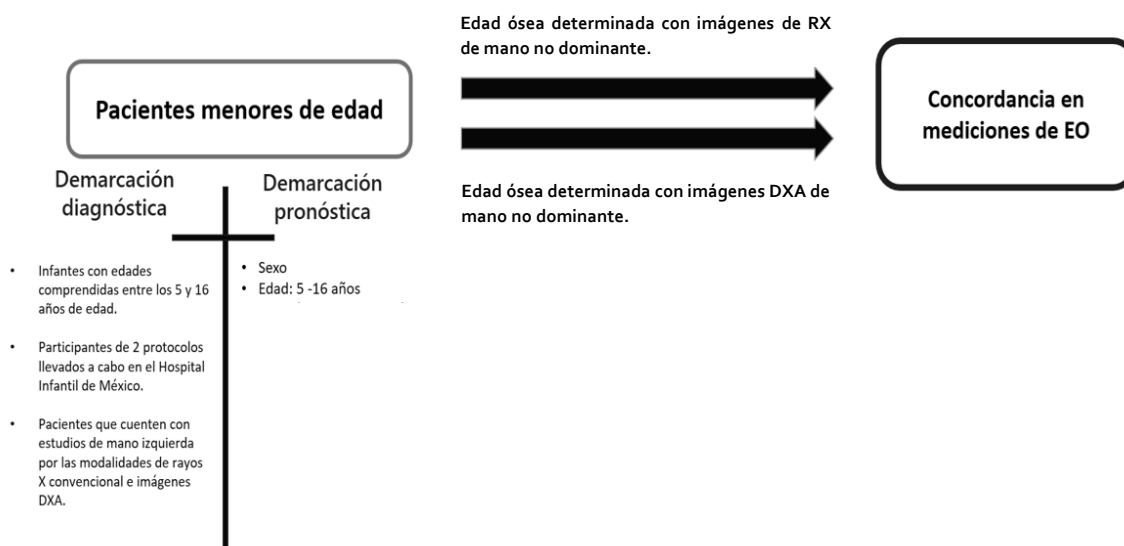 Pacientes menores de edad
Demarcación
diagnóstica
• Infantes con edades
comprendidas entre los 5 y 16
años de edad.
• Participantes de 2 protocolos
llevados a cabo en el Hospital
Infantil de México.
• Pacientes que cuenten con
estudios de mano izquierda
por las modalidades de rayos
X convencional e imágenes
DXA.
Demarcación
pronóstica
• Sexo
• Edad: 5 -16 años
Edad ósea determinada con imágenes de RX
de mano no dominante.
Edad ósea determinada con imágenes DXA de
mano no dominante.
Concordancia en
mediciones de EO